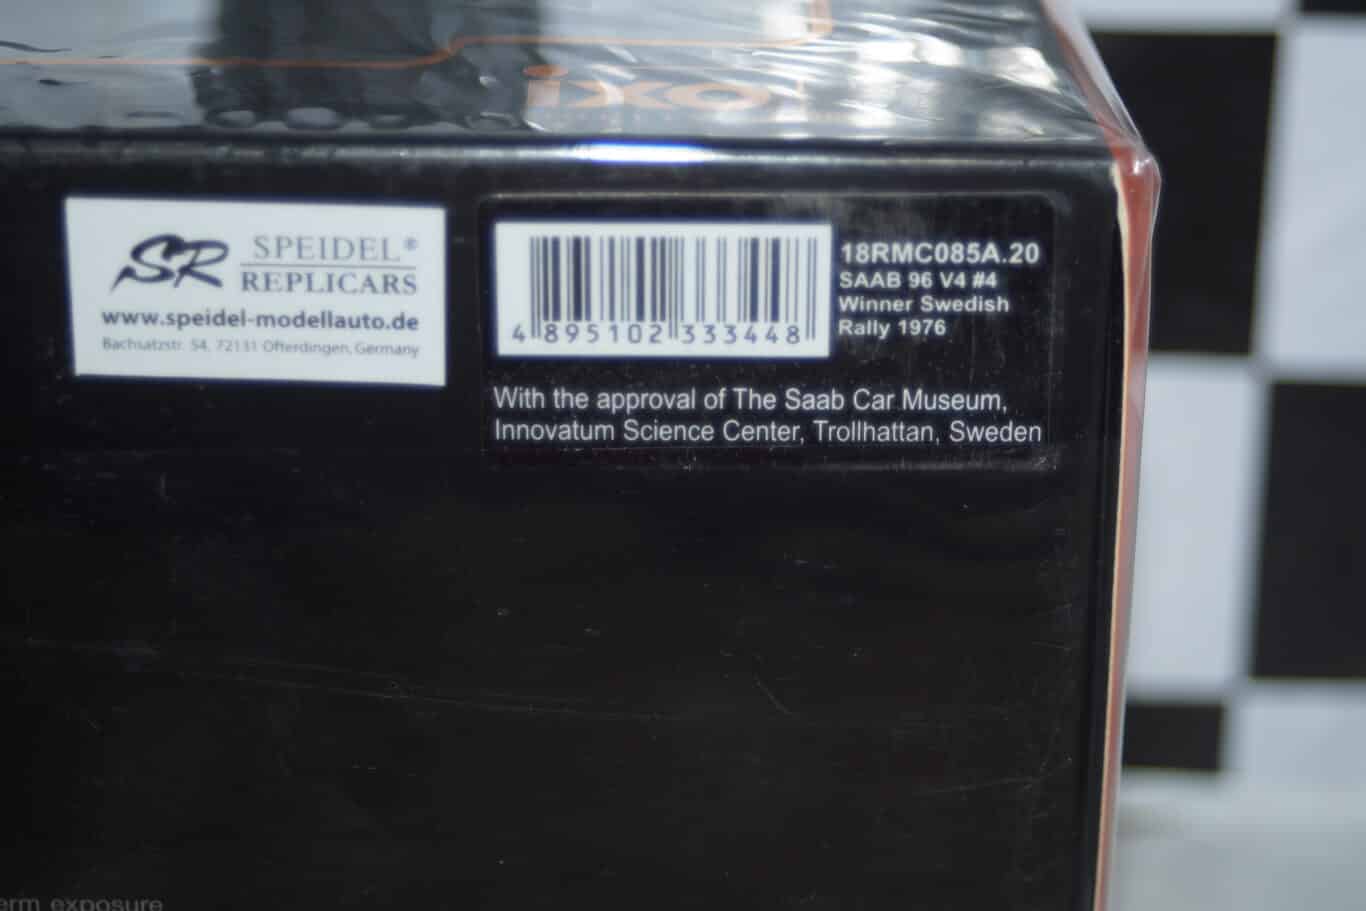 ixo
SR SPEIDEL®
REPLICARS
www.speidel-modellauto.de
Bachsatzstr. 54, 72131 Ofterdingen, Germany
4 895102 333448
18RMC085A.20
SAAB 96 V4 #4
Winner Swedish
Rally 1976
With the approval of The Saab Car Museum,
Innovatum Science Center, Trollhattan, Sweden
erm exposure